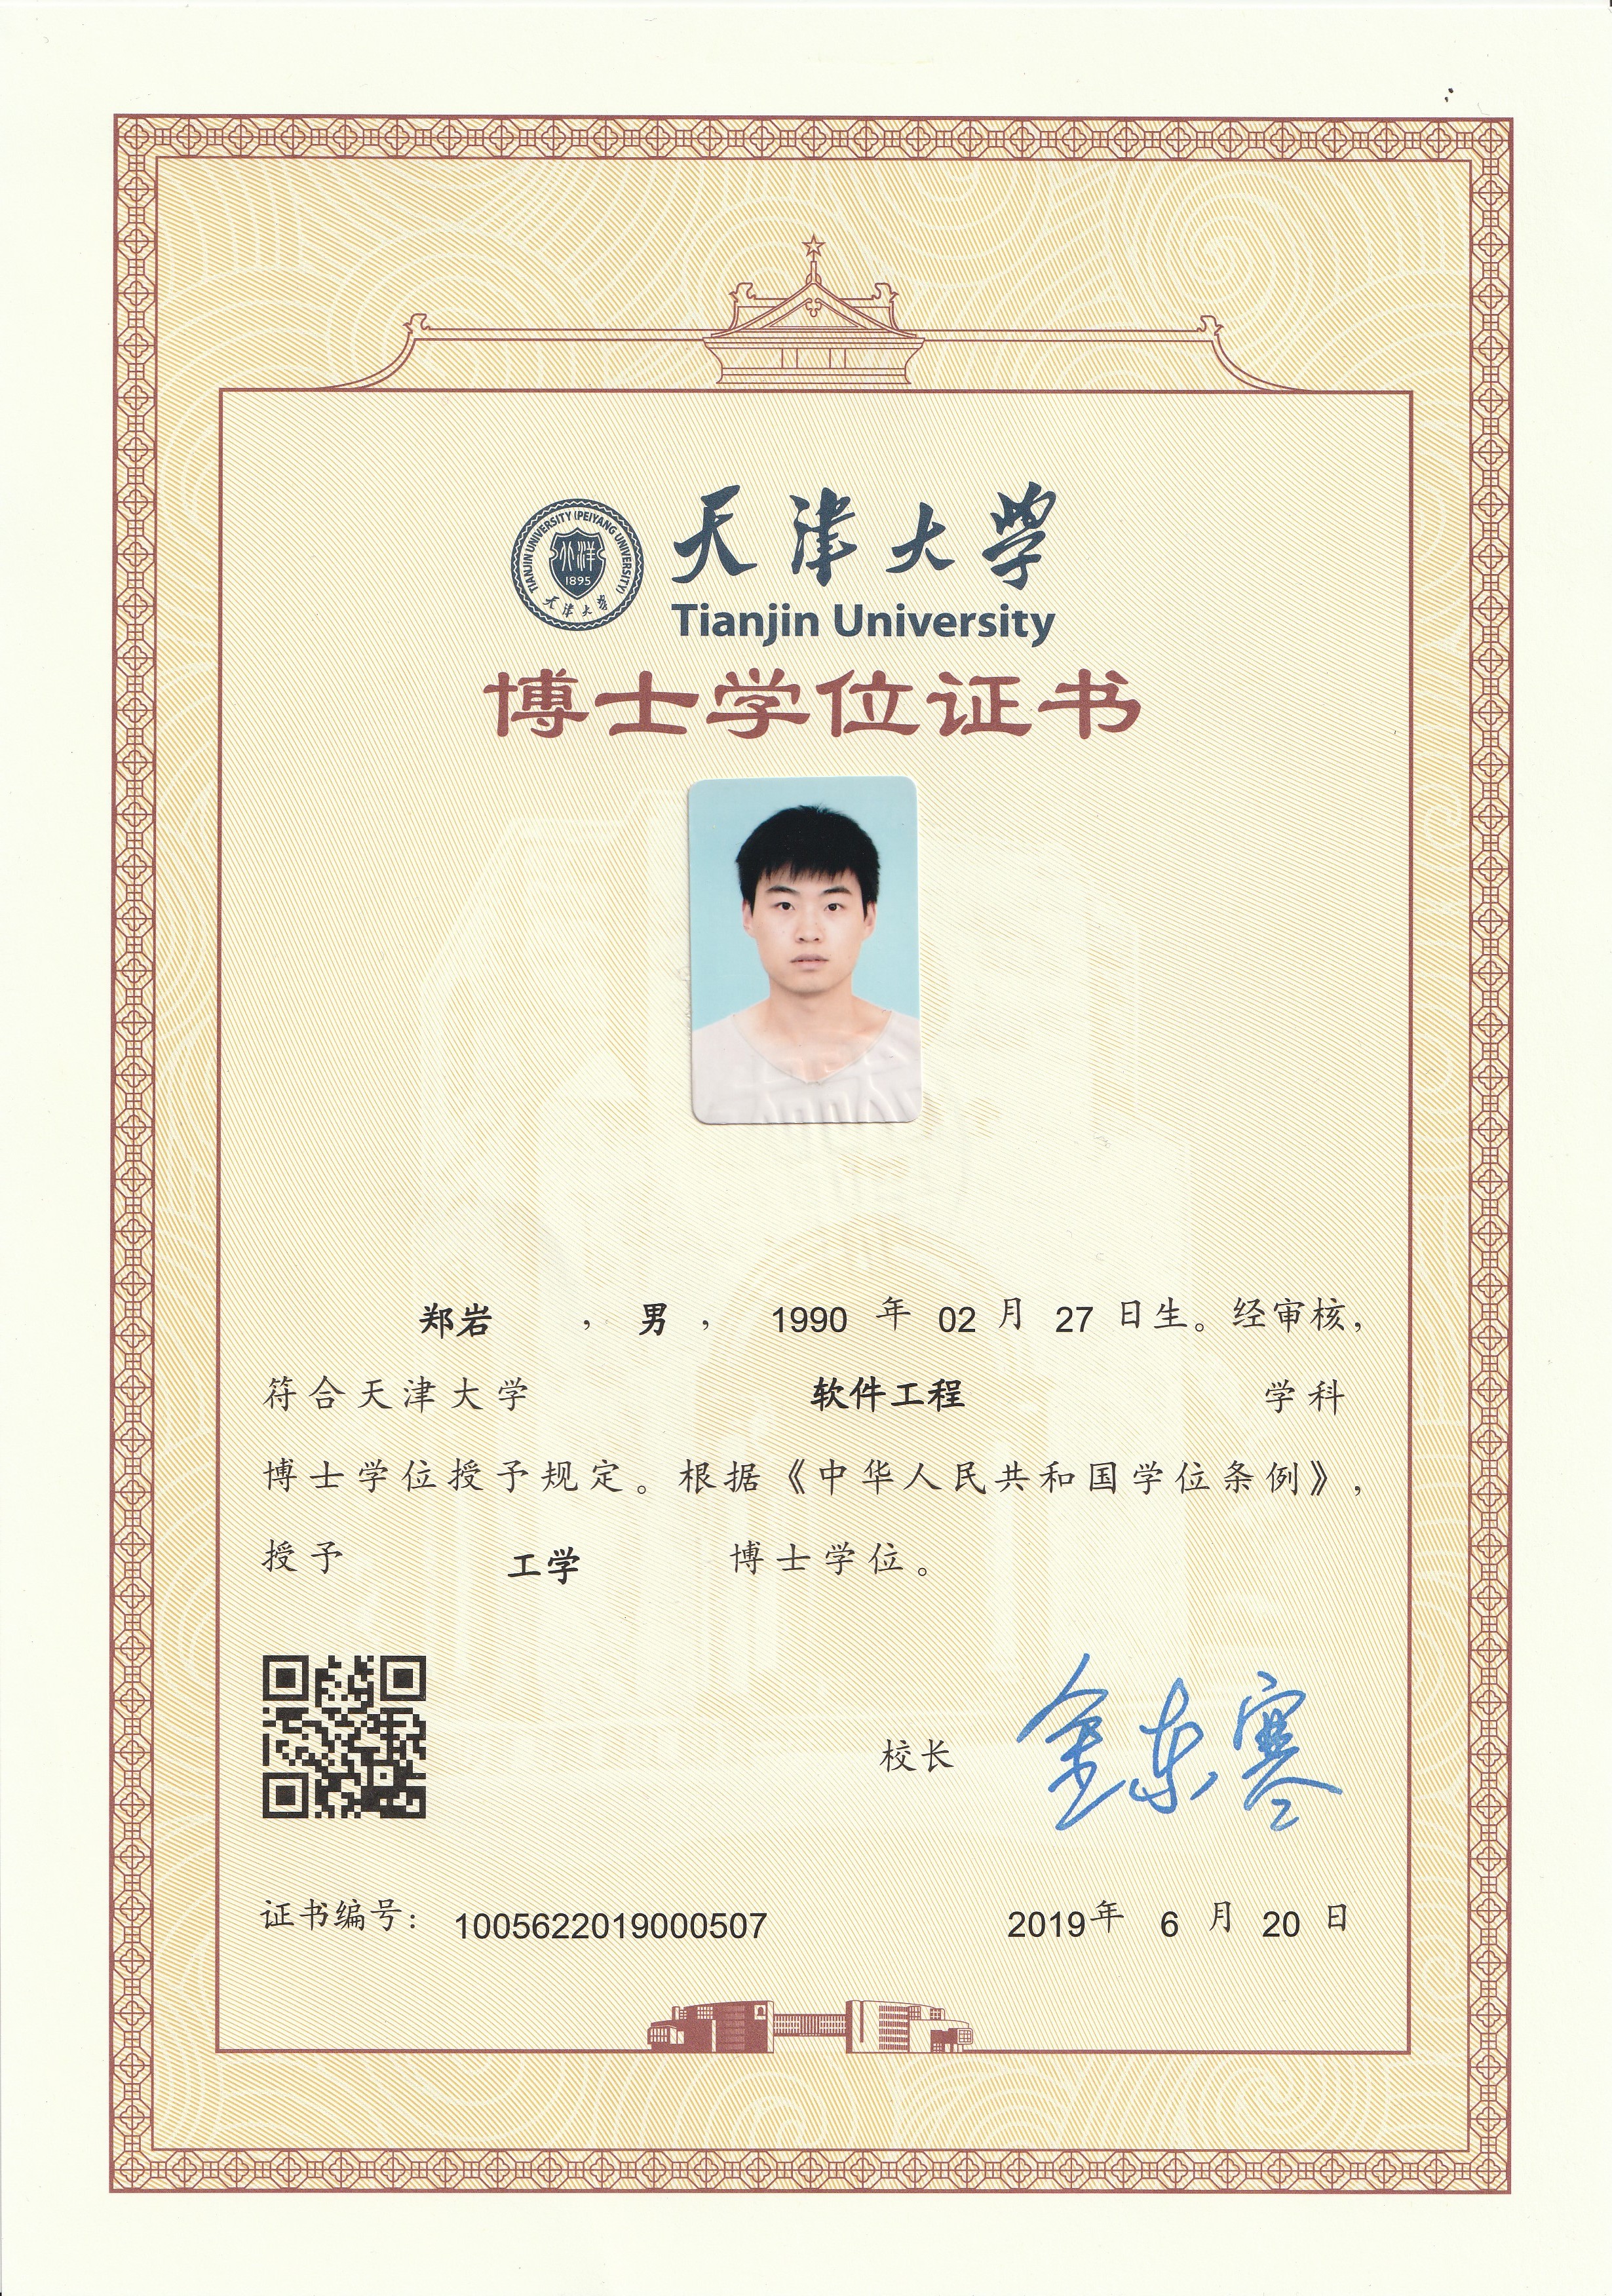 TIANJIN UNIVERSITY (PEIYANG UNIVERSITY)
北洋
1895
天津大学
天津大学
Tianjin University
博士学位证书
郑岩，男，1990 年 02 月 27 日生。经审核，
符合天津大学 软件工程 学科
博士学位授予规定。根据《中华人民共和国学位条例》，
授予 工学 博士学位。
校长 金东寒
证书编号： 1005622019000507 2019年 6 月 20 日